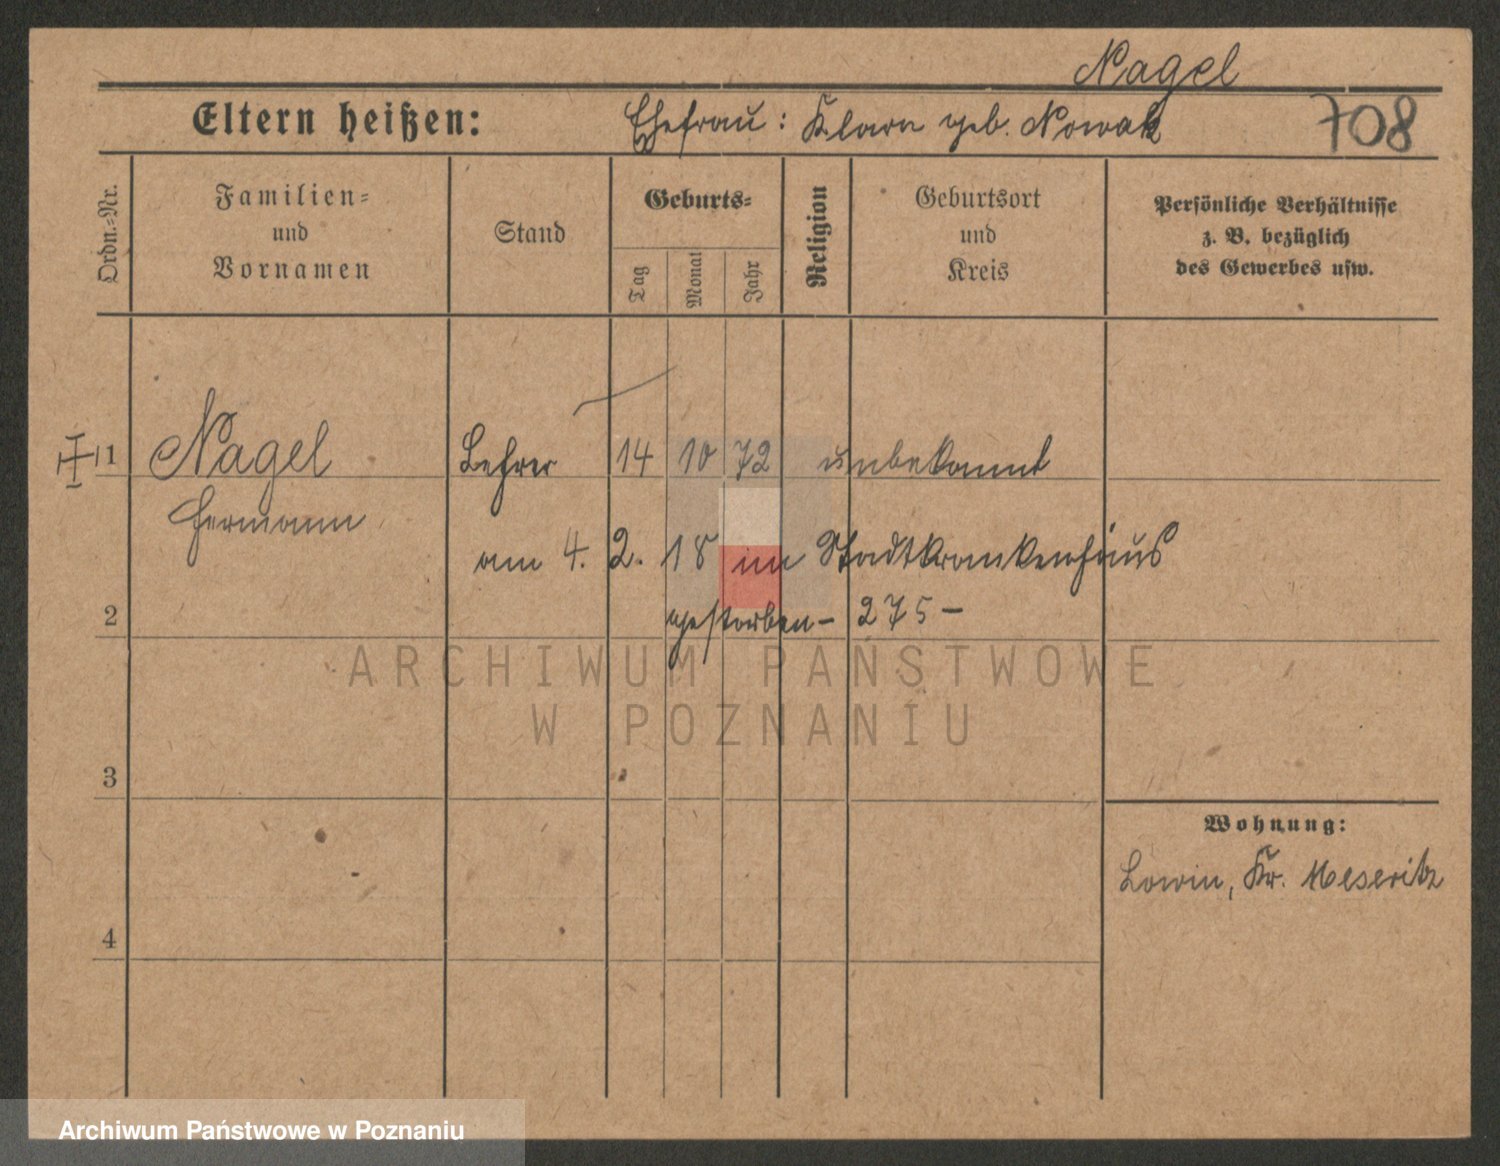 Nagel
Eltern heißen: Ehefrau: Klara geb. Nowak 708
Ordn.-Nr.
Familien-
und
Vornamen
Stand
Geburts-
Tag Monat Jahr
Religion
Geburtsort
und
Kreis
Persönliche Verhältnisse
z. B. bezüglich
des Gewerbes usw.
1 Nagel Lehrer 14 10 72 unbekannt
Hermann
am 4. 2. 18 im Stadtkrankenhaus
2 gestorben - 275 -
ARCHIWUM PAŃSTWOWE
W POZNANIU
3
Wohnung:
Lowin, Kr. Meseritz
4
Archiwum Państwowe w Poznaniu